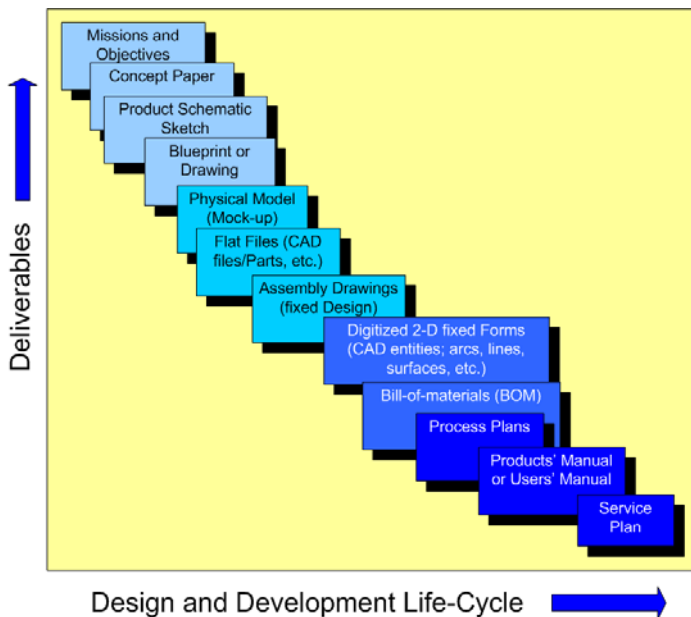 Missions and
Objectives
Concept Paper
Product Schematic
Sketch
Blueprint or
Drawing
Physical Model
(Mock-up)
Flat Files (CAD
files/Parts, etc.)
Assembly Drawings
(fixed Design)
Digitized 2-D fixed Forms
(CAD entities; arcs, lines,
surfaces, etc.)
Bill-of-materials (BOM)
Process Plans
Products’ Manual
or Users’ Manual
Service
Plan
Deliverables
Design and Development Life-Cycle